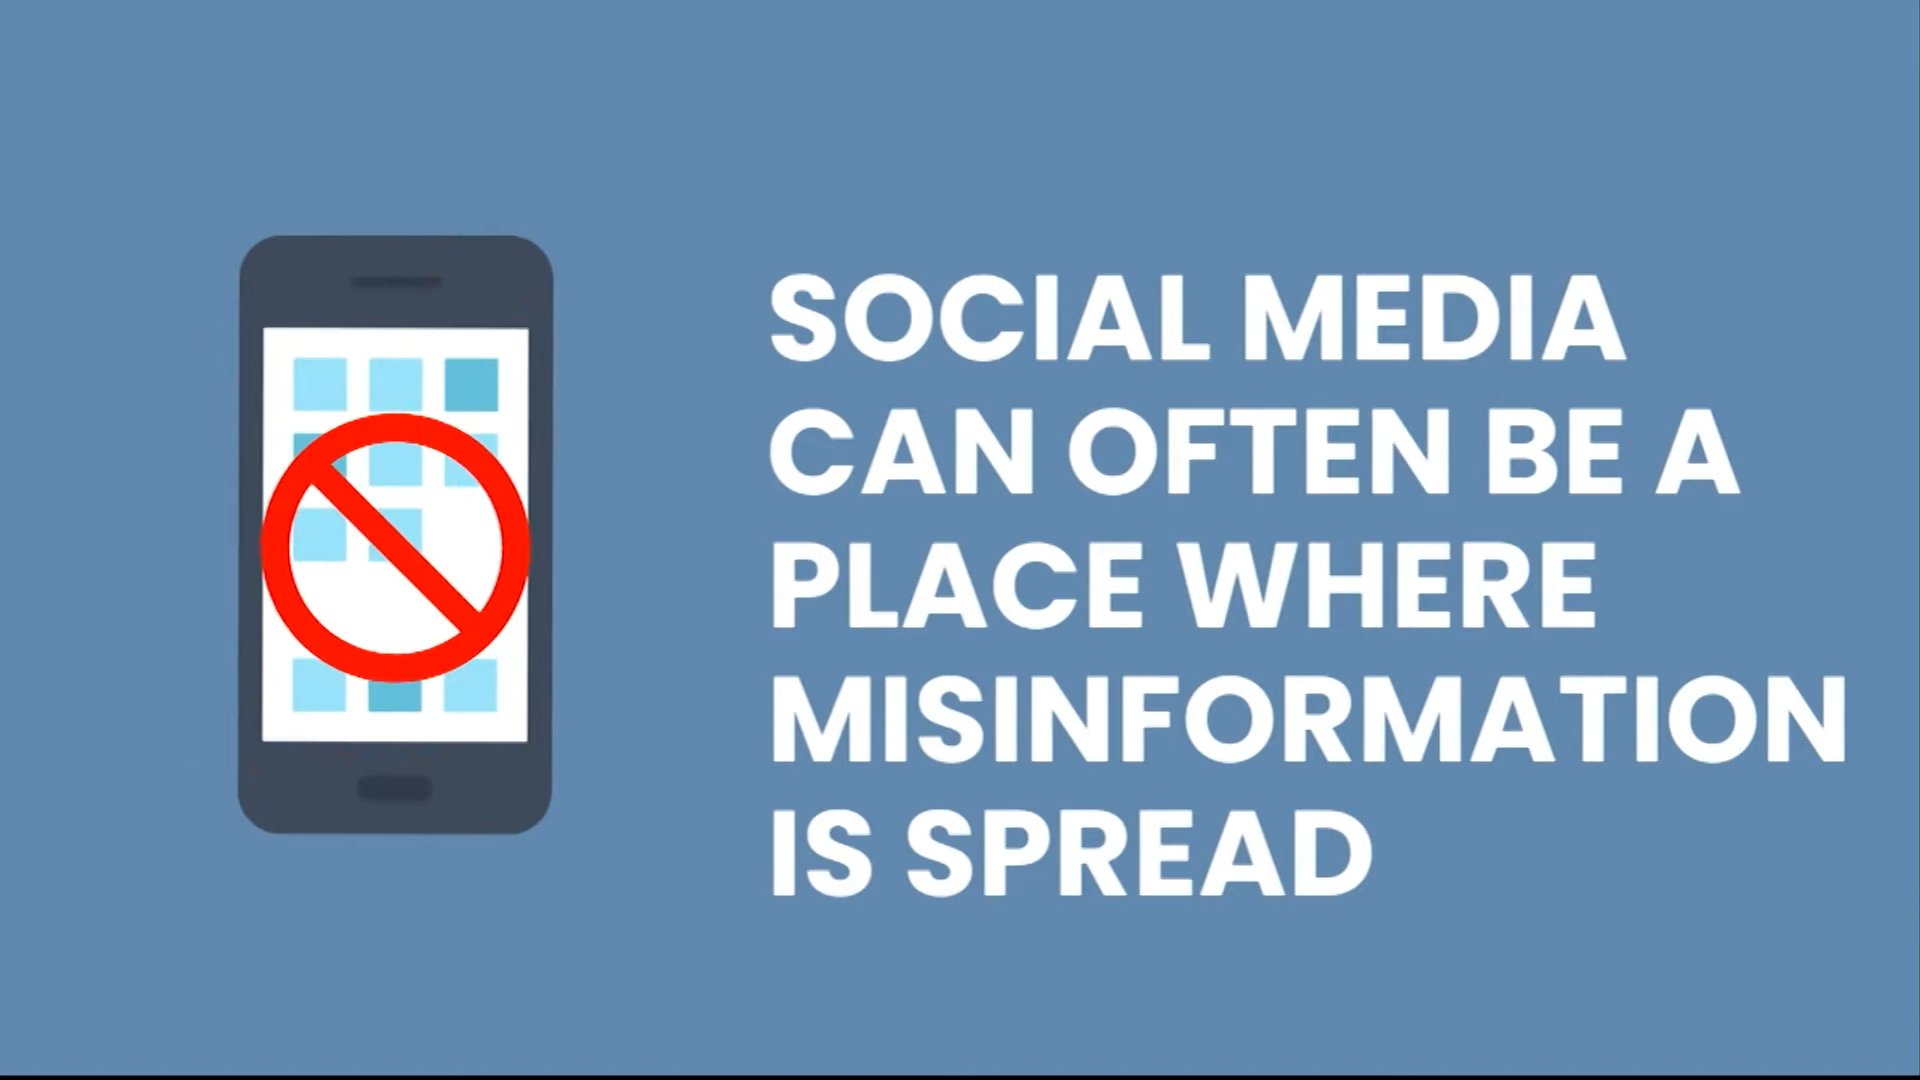 SOCIAL MEDIA
CAN OFTEN BE A
PLACE WHERE
MISINFORMATION
IS SPREAD